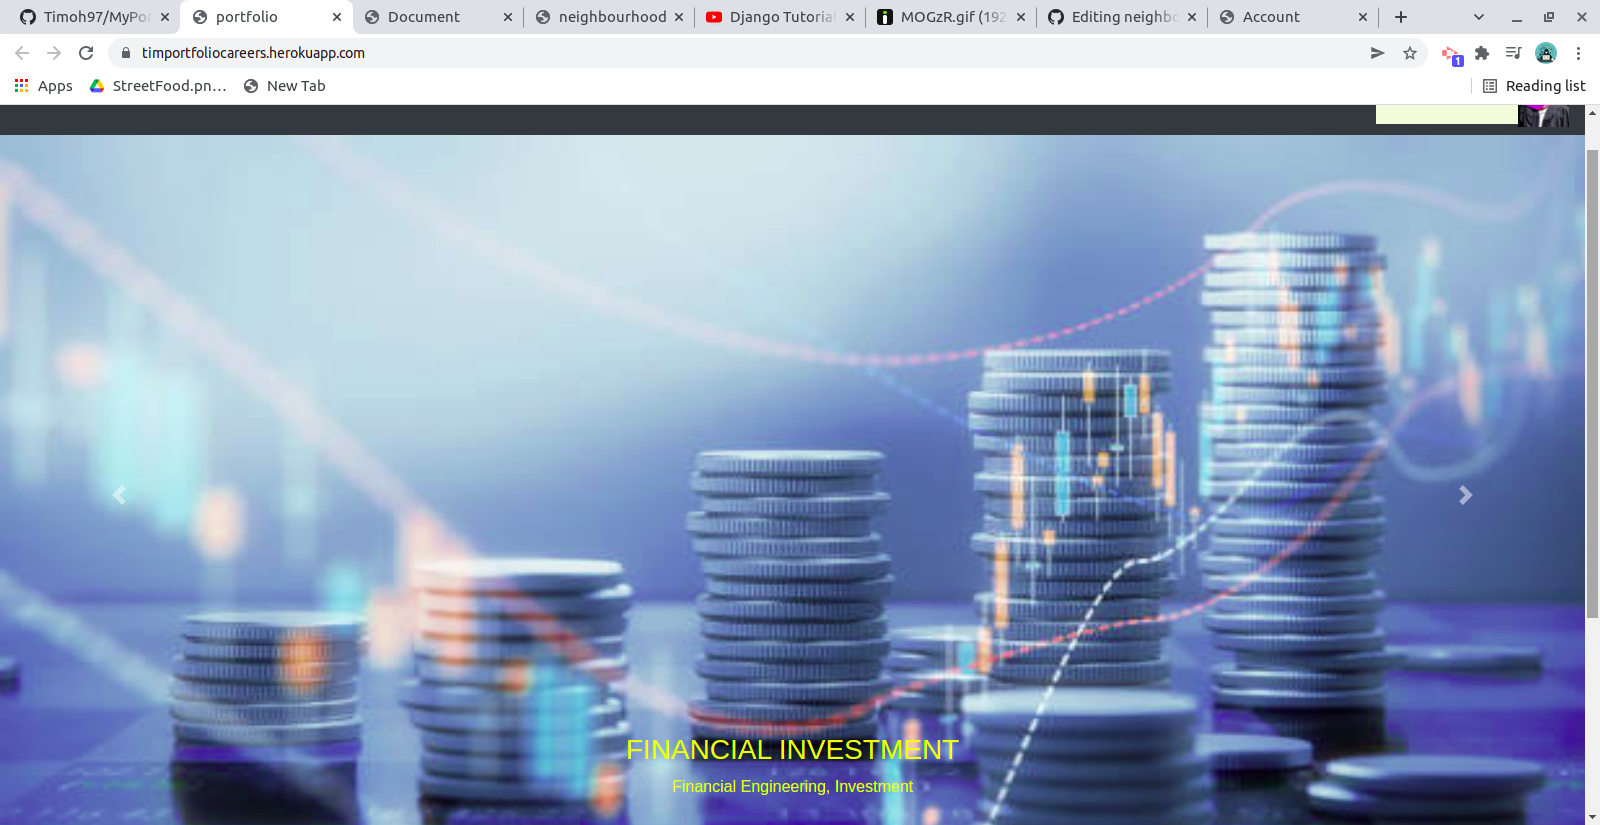 Timoh97/MyPor
portfolio
Document
neighbourhood
Django Tutorial
MOGzR.gif (192
Editing neighbo
Account
timportfoliocareers.herokuapp.com
1
Apps
StreetFood.pn...
New Tab
Reading list
FINANCIAL INVESTMENT
Financial Engineering, Investment